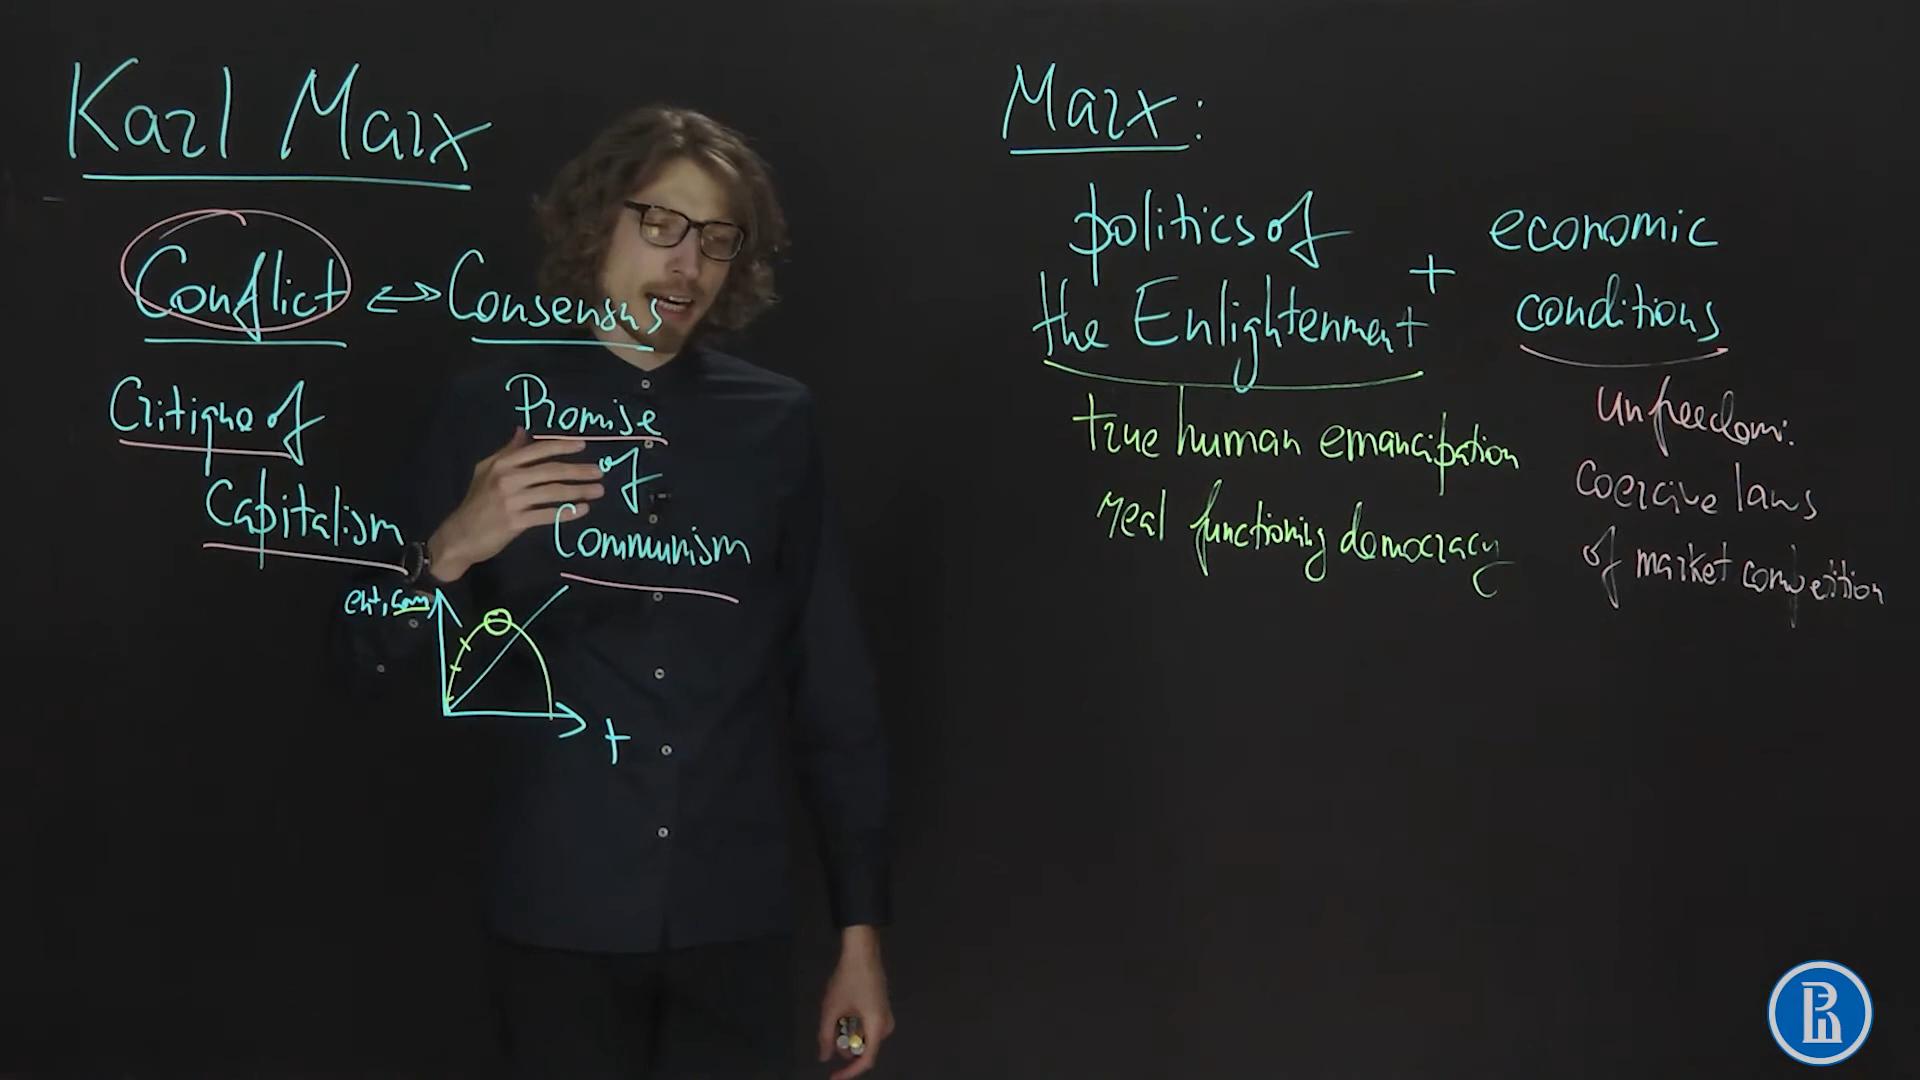 Karl Marx
Conflict ↔ Consensus
Critique of
Capitalism
Promise
of
Communism
t
Marx:
politics of
the Enlightenment
+
economic
conditions
true human emancipation
real functioning democracy
unfreedom:
coercive laws
of market competition